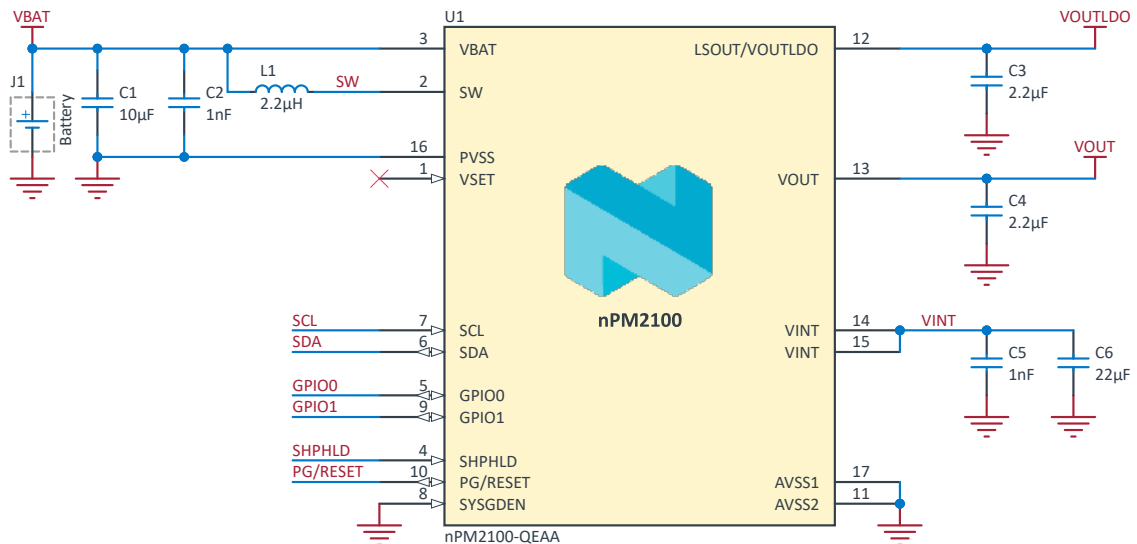 VBAT
U1
VOUTLDO
3
VBAT
LSOUT/VOUTLDO
12
J1
+
Battery
C1
10µF
C2
1nF
L1
2.2µH
SW
2
SW
C3
2.2µF
16
PVSS
1
VSET
VOUT
13
VOUT
C4
2.2µF
nPM2100
SCL
7
SCL
VINT
14
VINT
SDA
6
SDA
VINT
15
C5
1nF
C6
22µF
GPIO0
5
GPIO0
GPIO1
9
GPIO1
SHPHLD
4
SHPHLD
PG/RESET
10
PG/RESET
AVSS1
17
8
SYSGDEN
AVSS2
11
nPM2100-QEAA